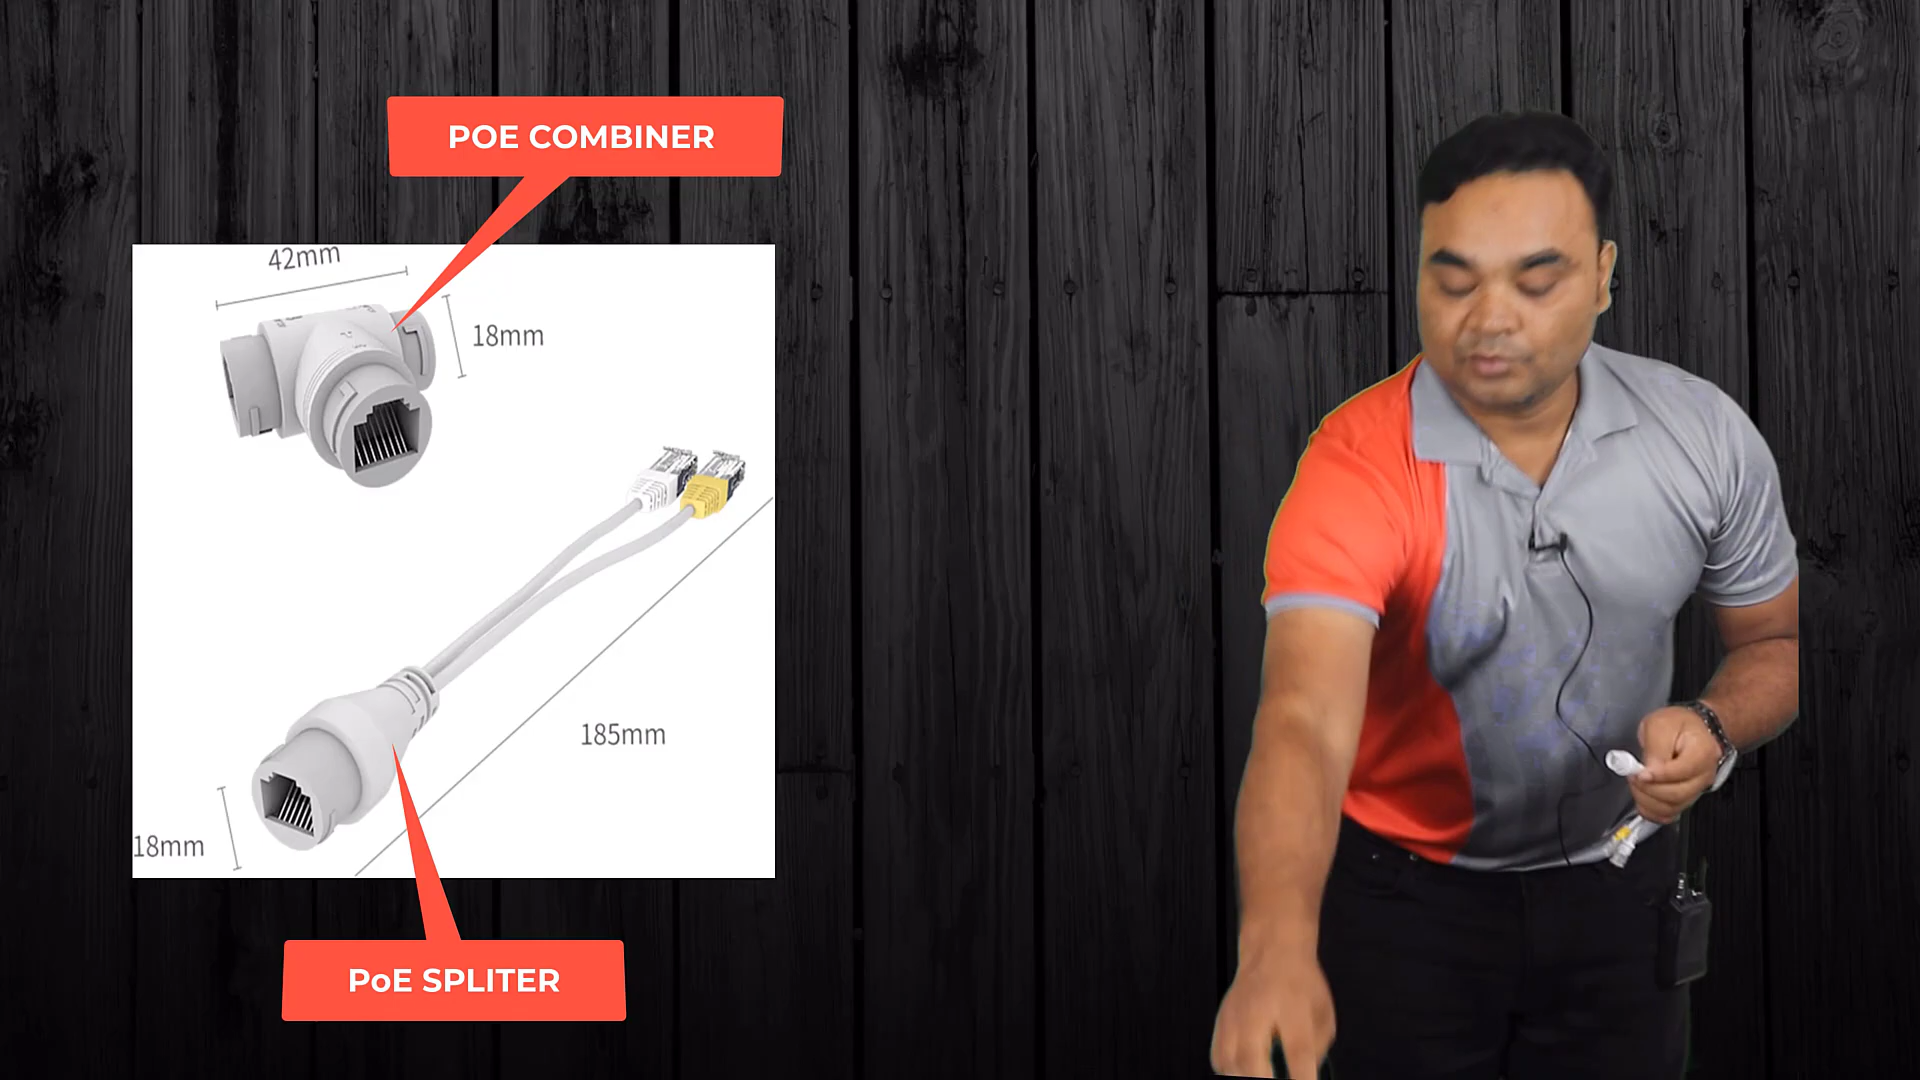 POE COMBINER
42mm
18mm
185mm
18mm
PoE SPLITER